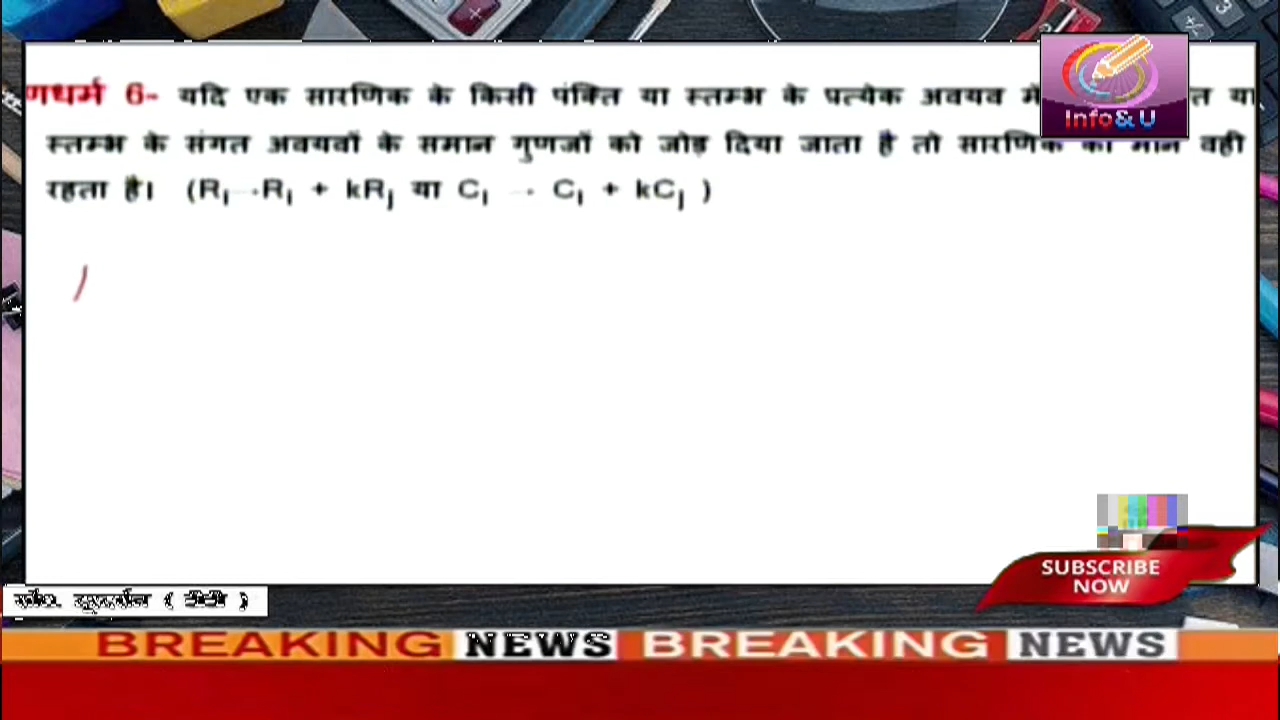 णधर्म 6- यदि एक सारणिक के किसी पंक्ति या स्तम्भ के प्रत्येक अवयव में त या
स्तम्भ के संगत अवयवों के समान गुणजों को जोड़ दिया जाता है तो सारणिक का मान वही
रहता है। (Rᵢ →Rᵢ + kRⱼ या Cᵢ → Cᵢ + kCⱼ )
Info& U
SUBSCRIBE
NOW
BREAKING NEWS BREAKING NEWS